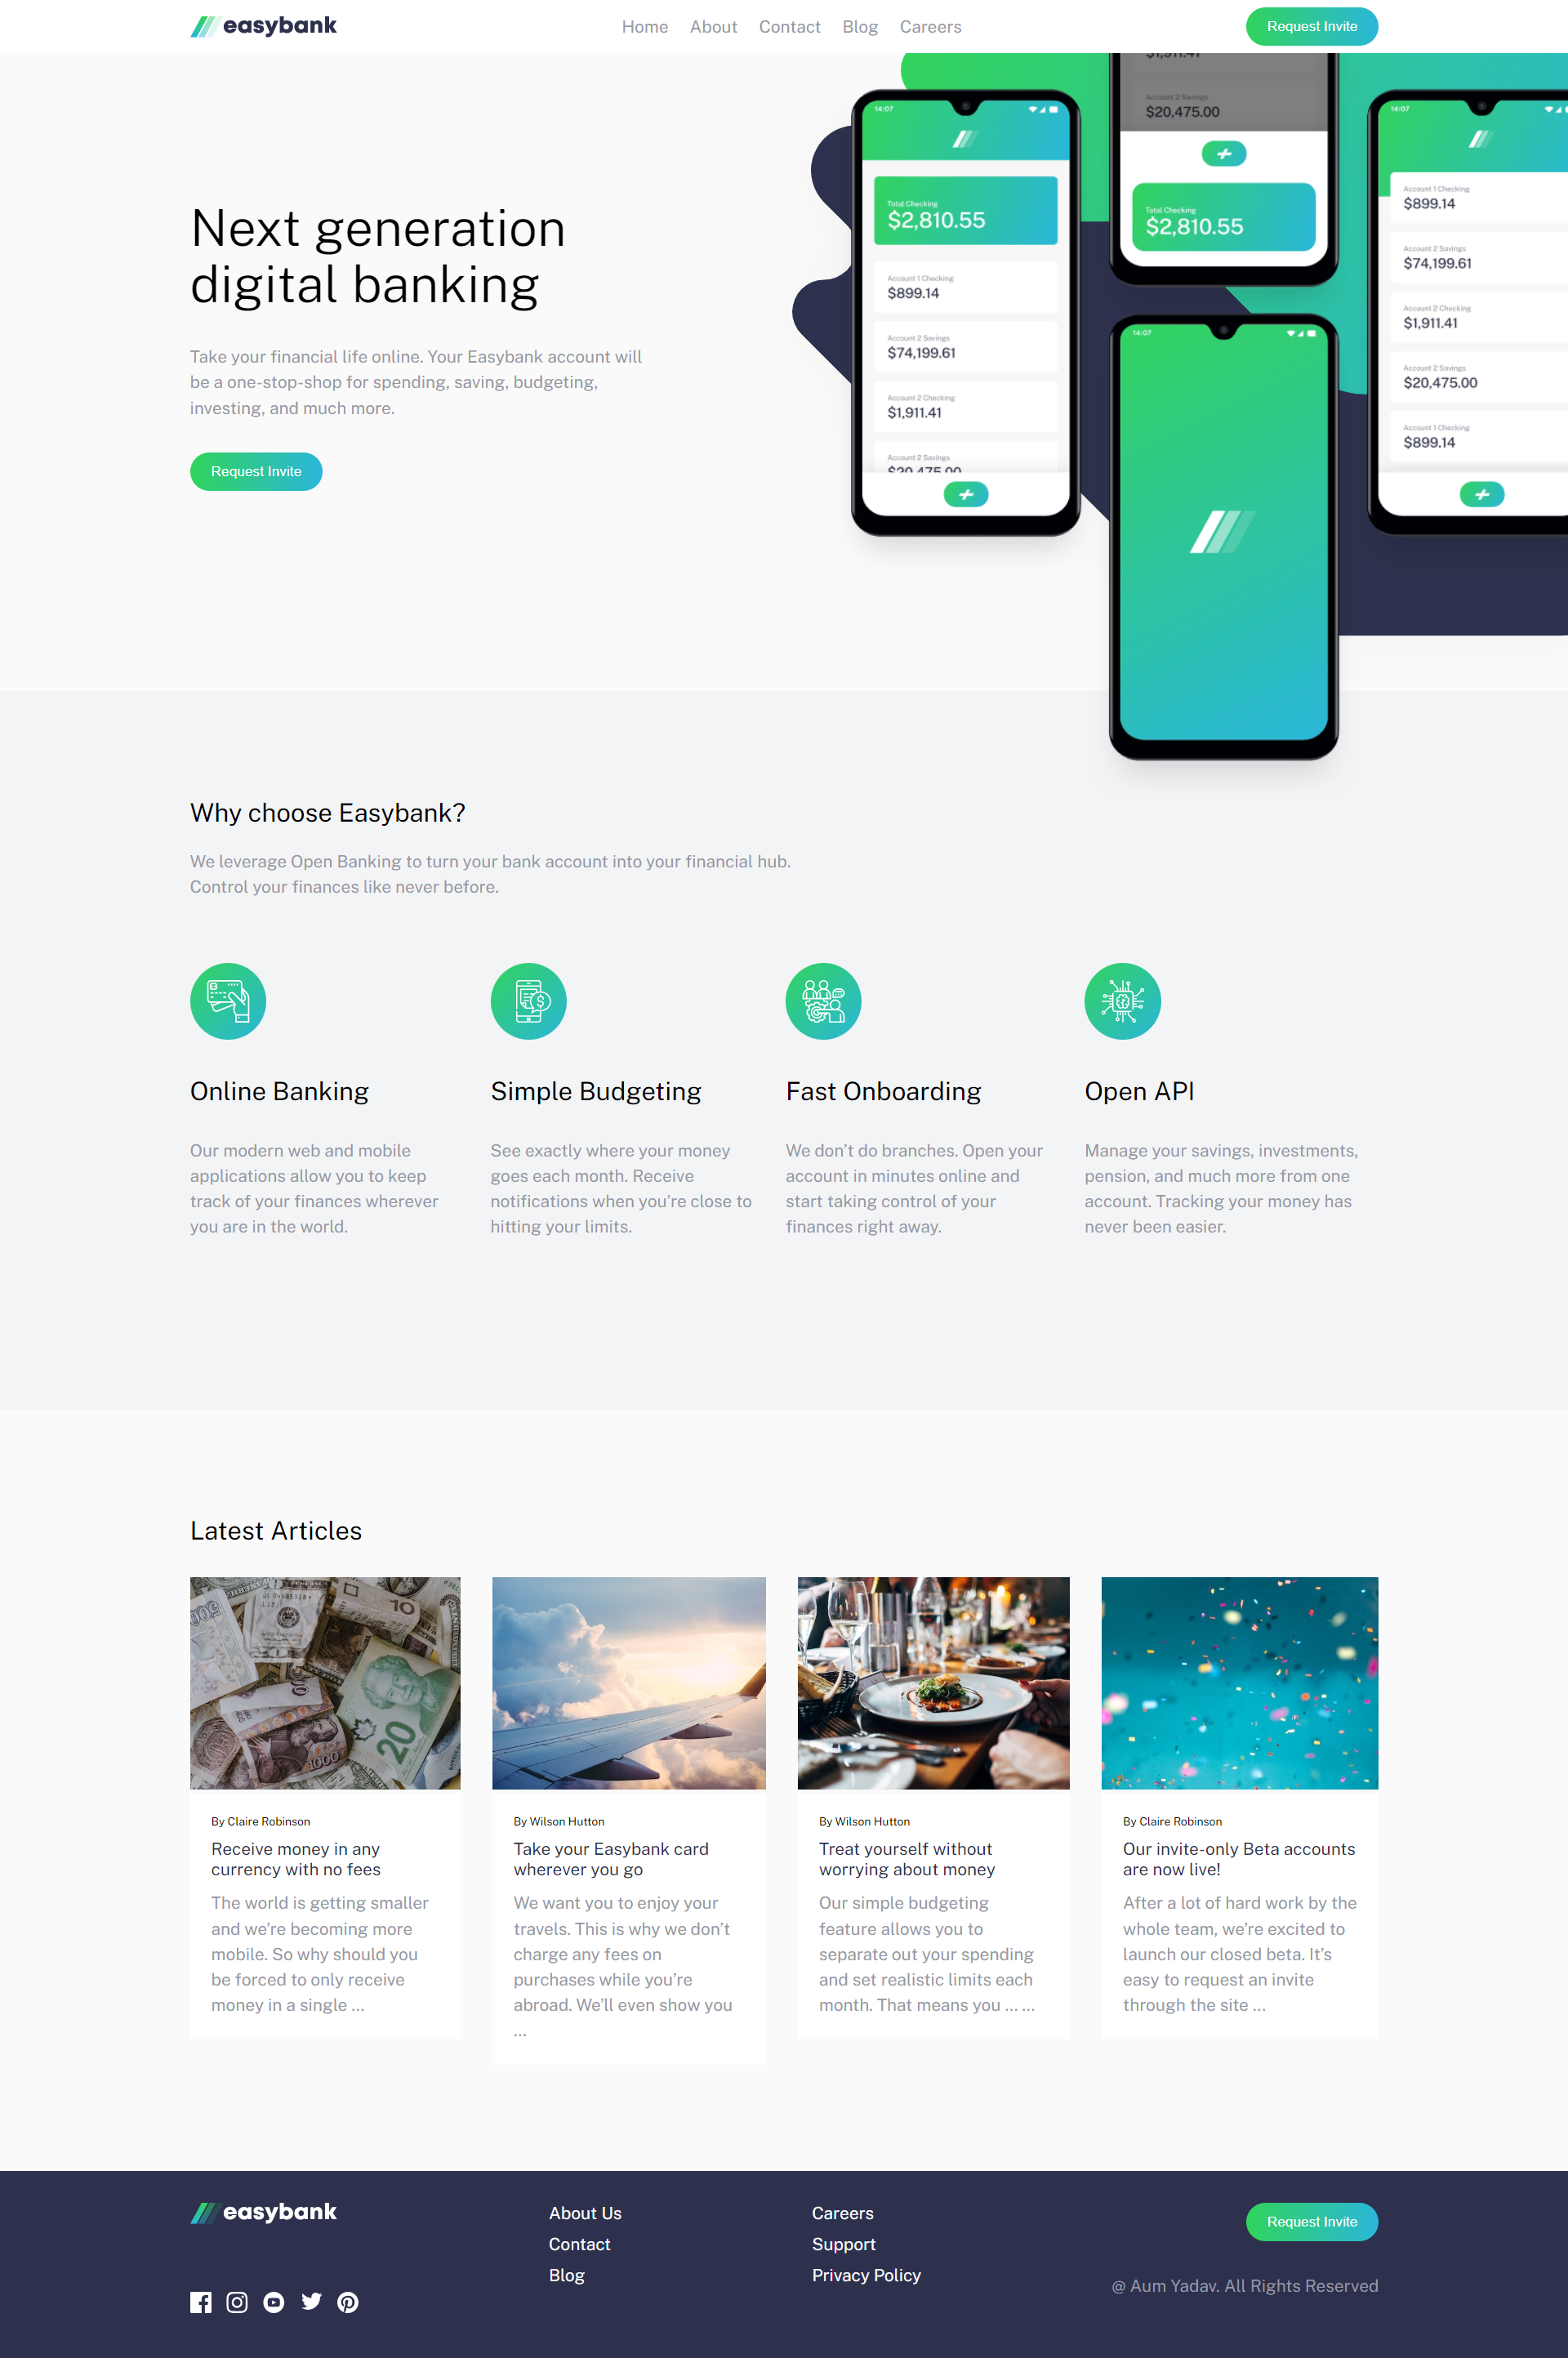 easybank
Home About Contact Blog Careers
Request Invite
Next generation
digital banking
Take your financial life online. Your Easybank account will
be a one-stop-shop for spending, saving, budgeting,
investing, and much more.
Request Invite
14:07
Total Checking
$2,810.55
Account 1 Checking
$899.14
Account 2 Savings
$74,199.61
Account 2 Checking
$1,911.41
Account 2 Savings
$20,475.00
$1,911.41
Account 2 Savings
$20,475.00
Total Checking
$2,810.55
14:07
14:07
Account 1 Checking
$899.14
Account 2 Savings
$74,199.61
Account 2 Checking
$1,911.41
Account 2 Savings
$20,475.00
Account 1 Checking
$899.14
Why choose Easybank?
We leverage Open Banking to turn your bank account into your financial hub.
Control your finances like never before.
Online Banking
Our modern web and mobile
applications allow you to keep
track of your finances wherever
you are in the world.
Simple Budgeting
See exactly where your money
goes each month. Receive
notifications when you’re close to
hitting your limits.
Fast Onboarding
We don’t do branches. Open your
account in minutes online and
start taking control of your
finances right away.
Open API
Manage your savings, investments,
pension, and much more from one
account. Tracking your money has
never been easier.
Latest Articles
10
20
1000
By Claire Robinson
Receive money in any
currency with no fees
The world is getting smaller
and we’re becoming more
mobile. So why should you
be forced to only receive
money in a single …
By Wilson Hutton
Take your Easybank card
wherever you go
We want you to enjoy your
travels. This is why we don’t
charge any fees on
purchases while you’re
abroad. We’ll even show you
…
By Wilson Hutton
Treat yourself without
worrying about money
Our simple budgeting
feature allows you to
separate out your spending
and set realistic limits each
month. That means you … …
By Claire Robinson
Our invite-only Beta accounts
are now live!
After a lot of hard work by the
whole team, we’re excited to
launch our closed beta. It’s
easy to request an invite
through the site …
easybank
About Us
Contact
Blog
Careers
Support
Privacy Policy
Request Invite
@ Aum Yadav. All Rights Reserved